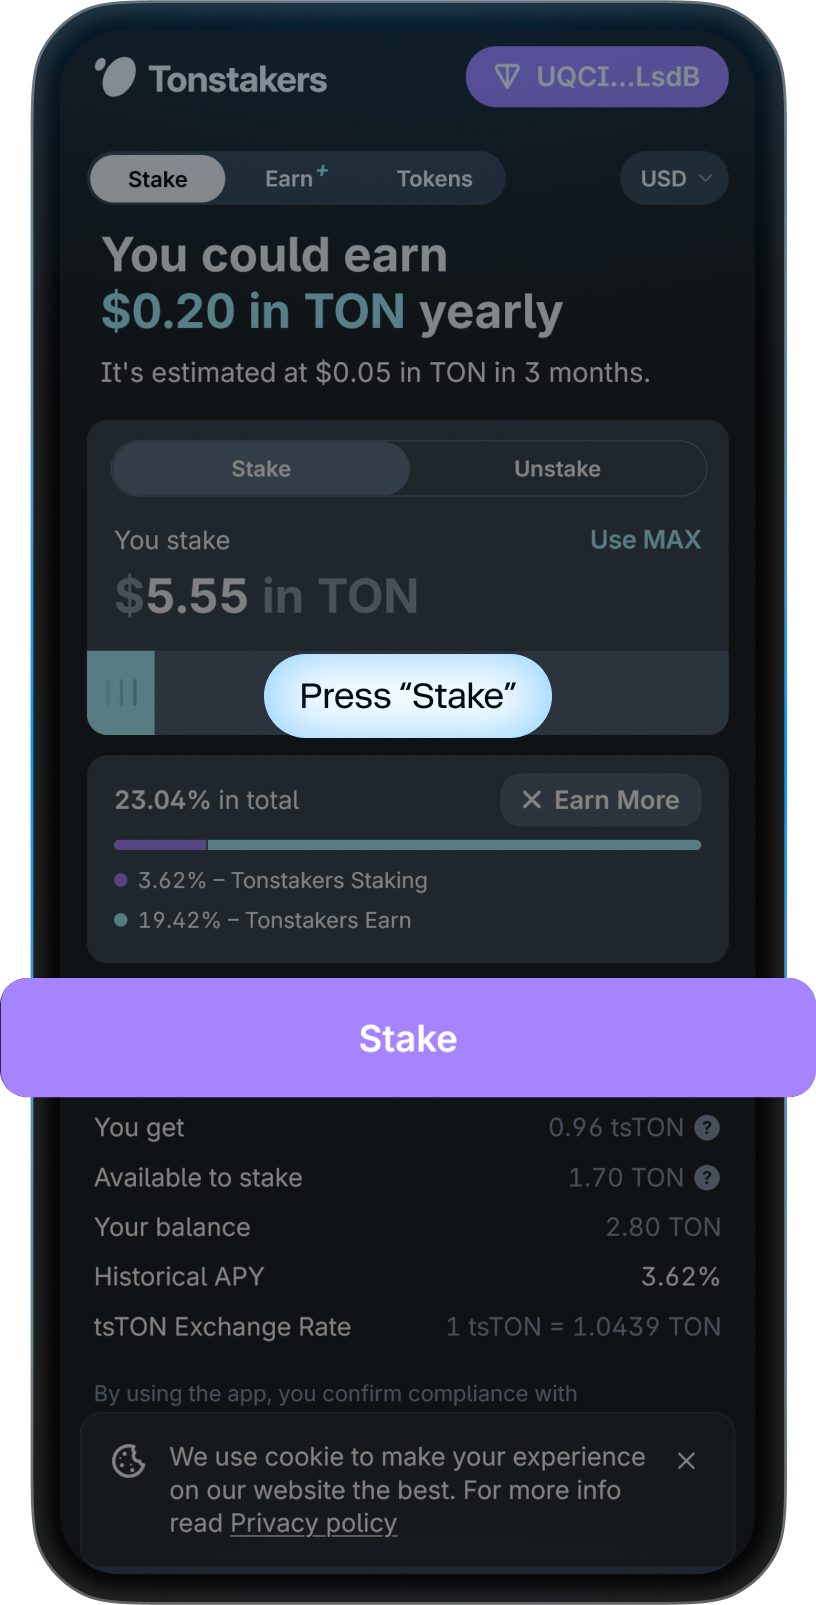 Tonstakers
UQCI...LsdB
Stake
Earn+
Tokens
USD
You could earn
$0.20 in TON yearly
It's estimated at $0.05 in TON in 3 months.
Stake
Unstake
You stake
Use MAX
$5.55 in TON
Press “Stake”
23.04% in total
Earn More
3.62% – Tonstakers Staking
19.42% – Tonstakers Earn
Stake
You get
0.96 tsTON ?
Available to stake
1.70 TON ?
Your balance
2.80 TON
Historical APY
3.62%
tsTON Exchange Rate
1 tsTON = 1.0439 TON
By using the app, you confirm compliance with
We use cookie to make your experience
on our website the best. For more info
read Privacy policy